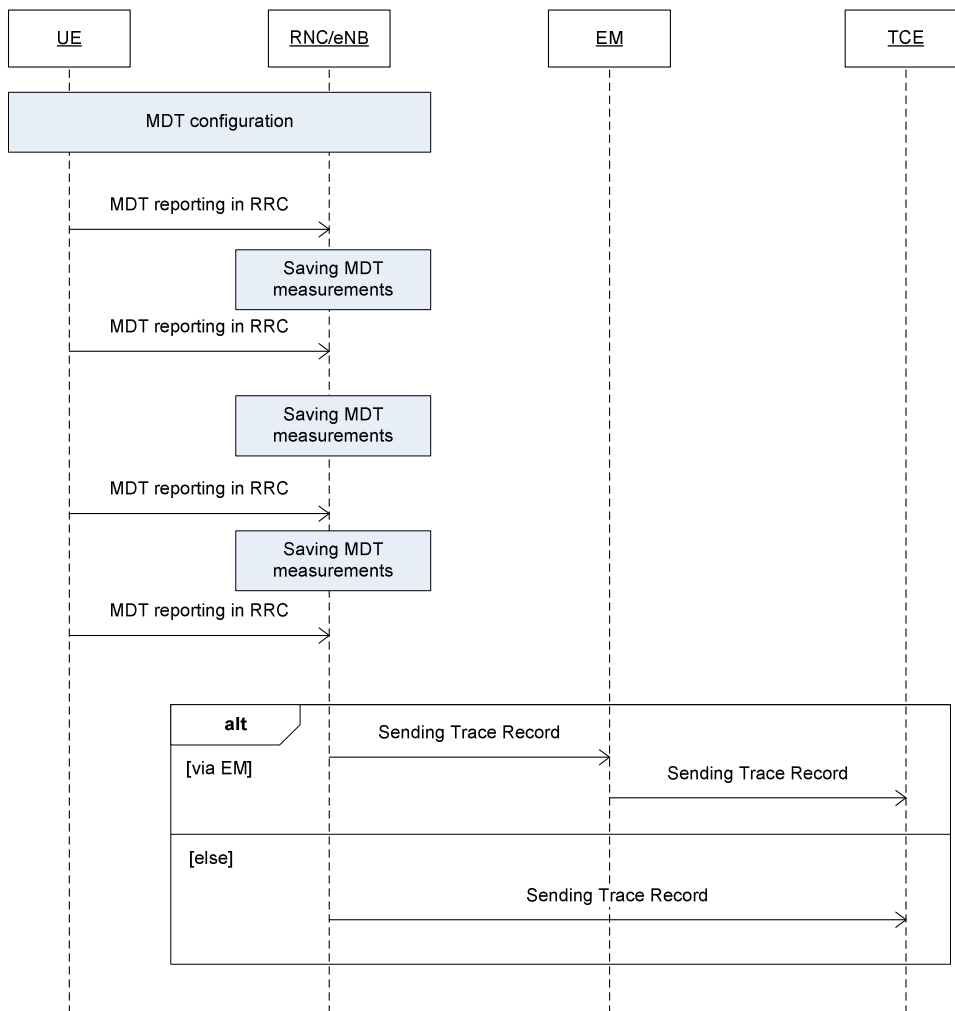 UE
RNC/eNB
EM
TCE
MDT configuration
MDT reporting in RRC
Saving MDT
measurements
MDT reporting in RRC
Saving MDT
measurements
MDT reporting in RRC
Saving MDT
measurements
MDT reporting in RRC
alt
Sending Trace Record
[via EM]
Sending Trace Record
[else]
Sending Trace Record